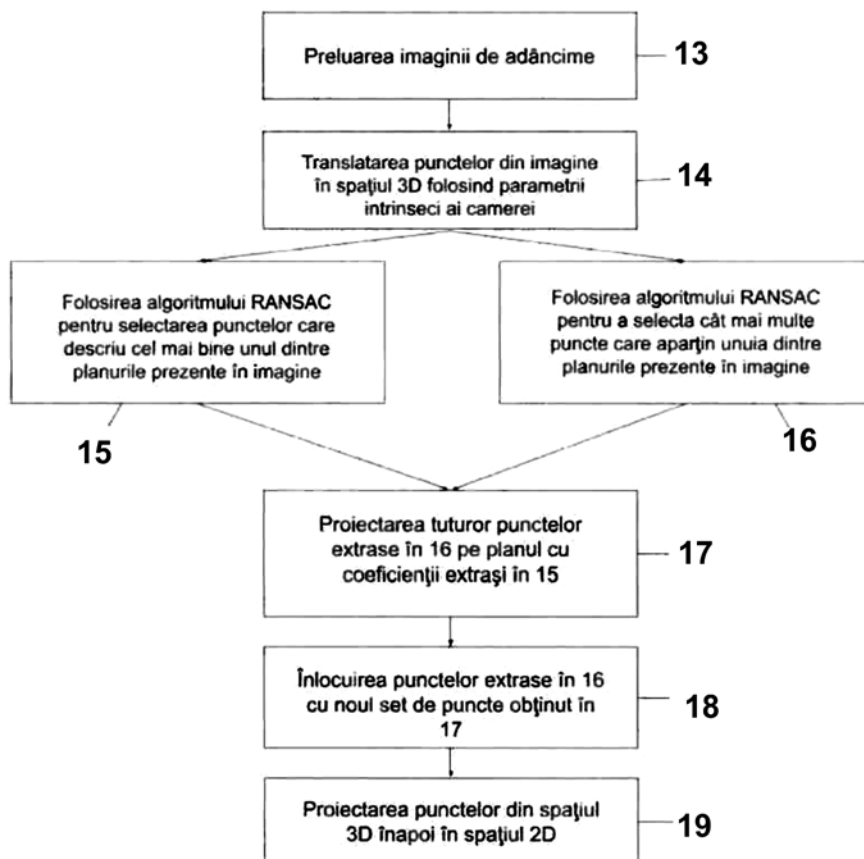 Preluarea imaginii de adâncime
13
Translatarea punctelor din imagine
în spaţiul 3D folosind parametrii
intrinseci ai camerei
14
Folosirea algoritmului RANSAC
pentru selectarea punctelor care
descriu cel mai bine unul dintre
planurile prezente în imagine
15
Folosirea algoritmului RANSAC
pentru a selecta cât mai multe
puncte care aparţin unuia dintre
planurile prezente în imagine
16
Proiectarea tuturor punctelor
extrase în 16 pe planul cu
coeficienţii extraşi în 15
17
Înlocuirea punctelor extrase în 16
cu noul set de puncte obţinut în
17
18
Proiectarea punctelor din spaţiul
3D înapoi în spaţiul 2D
19